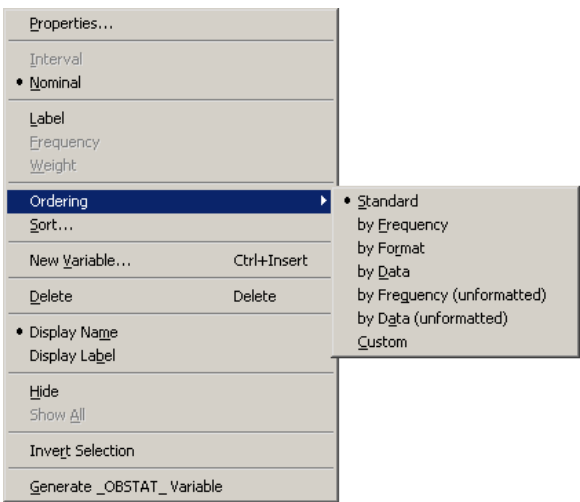 Properties...
Interval
Nominal
Label
Frequency
Weight
Ordering
Sort...
New Variable... Ctrl+Insert
Delete Delete
Display Name
Display Label
Hide
Show All
Invert Selection
Generate _OBSTAT_ Variable
Standard
by Frequency
by Format
by Data
by Frequency (unformatted)
by Data (unformatted)
Custom